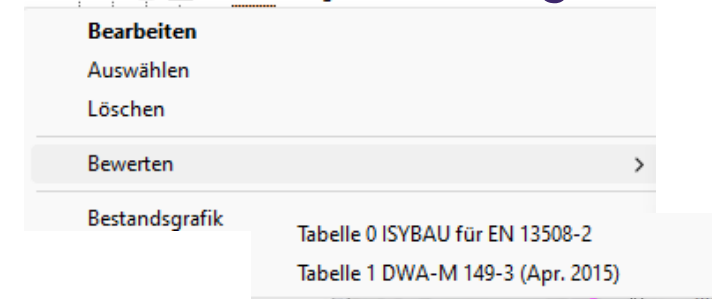 Bearbeiten
Auswählen
Löschen
Bewerten
Bestandsgrafik
Tabelle 0 ISYBAU für EN 13508-2
Tabelle 1 DWA-M 149-3 (Apr. 2015)